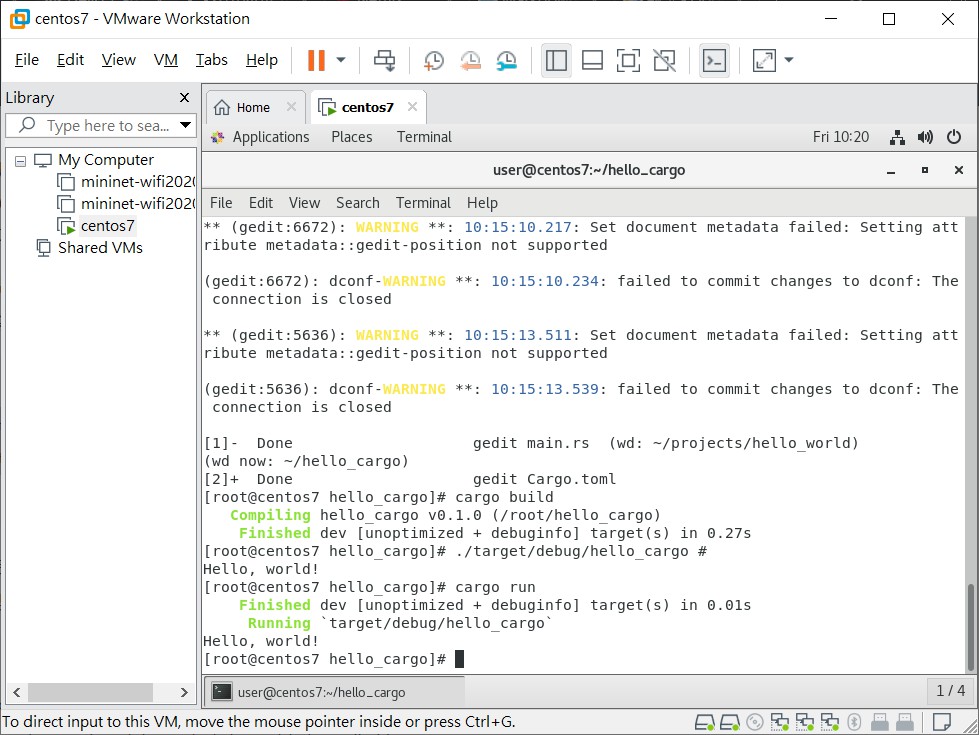 centos7 - VMware Workstation
File Edit View VM Tabs Help
Library
Type here to sea...
My Computer
mininet-wifi202
mininet-wifi202
centos7
Shared VMs
Home
centos7
Applications Places Terminal Fri 10:20
user@centos7:~/hello_cargo
File Edit View Search Terminal Help
** (gedit:6672): WARNING **: 10:15:10.217: Set document metadata failed: Setting att
ribute metadata::gedit-position not supported
(gedit:6672): dconf-WARNING **: 10:15:10.234: failed to commit changes to dconf: The
 connection is closed
** (gedit:5636): WARNING **: 10:15:13.511: Set document metadata failed: Setting att
ribute metadata::gedit-position not supported
(gedit:5636): dconf-WARNING **: 10:15:13.539: failed to commit changes to dconf: The
 connection is closed
[1]-  Done                    gedit main.rs  (wd: ~/projects/hello_world)
(wd now: ~/hello_cargo)
[2]+  Done                    gedit Cargo.toml
[root@centos7 hello_cargo]# cargo build
   Compiling hello_cargo v0.1.0 (/root/hello_cargo)
    Finished dev [unoptimized + debuginfo] target(s) in 0.27s
[root@centos7 hello_cargo]# ./target/debug/hello_cargo #
Hello, world!
[root@centos7 hello_cargo]# cargo run
    Finished dev [unoptimized + debuginfo] target(s) in 0.01s
     Running `target/debug/hello_cargo`
Hello, world!
[root@centos7 hello_cargo]#
user@centos7:~/hello_cargo
1 / 4
To direct input to this VM, move the mouse pointer inside or press Ctrl+G.